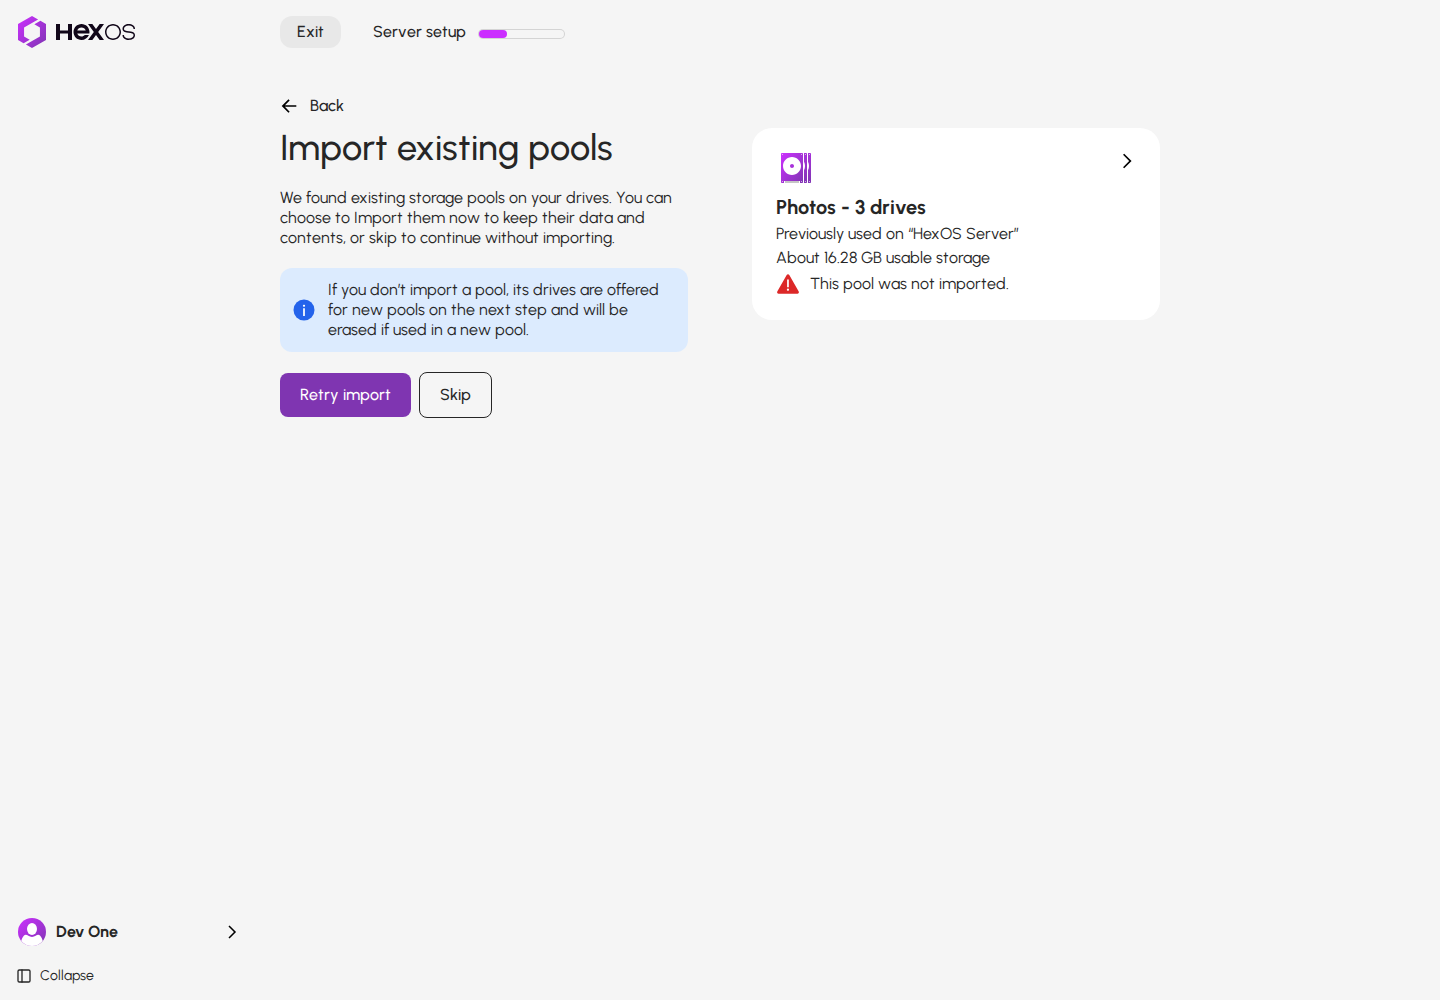 HexOS
Exit
Server setup
Back
Import existing pools
We found existing storage pools on your drives. You can
choose to Import them now to keep their data and
contents, or skip to continue without importing.
If you don’t import a pool, its drives are offered
for new pools on the next step and will be
erased if used in a new pool.
Retry import
Skip
Photos - 3 drives
Previously used on “HexOS Server”
About 16.28 GB usable storage
This pool was not imported.
Dev One
Collapse